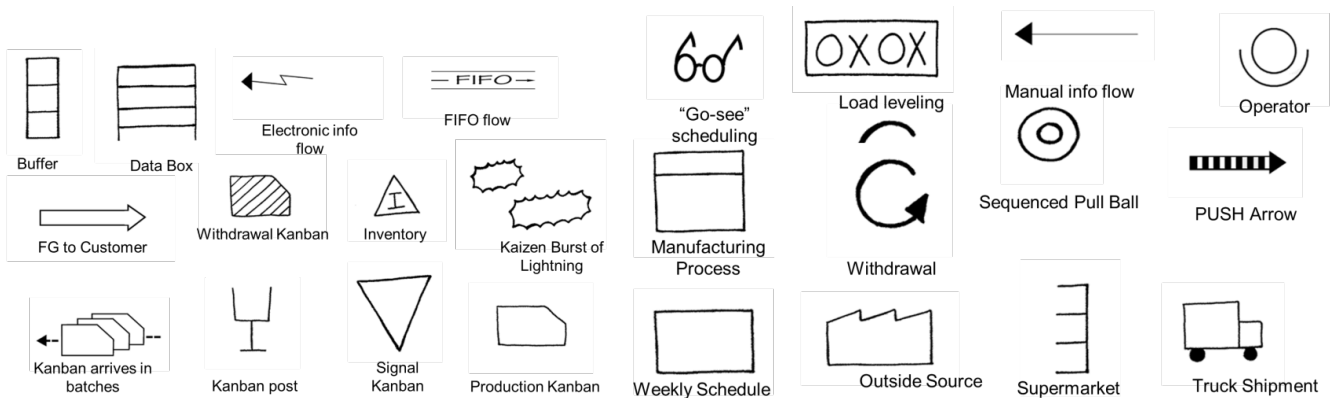 Buffer
Data Box
Electronic info
flow
FIFO
FIFO flow
"Go-see"
scheduling
OXOX
Load leveling
Manual info flow
Operator
FG to Customer
Withdrawal Kanban
I
Inventory
Kaizen Burst of
Lightning
Manufacturing
Process
Withdrawal
Sequenced Pull Ball
PUSH Arrow
Kanban arrives in
batches
Kanban post
Signal
Kanban
Production Kanban
Weekly Schedule
Outside Source
Supermarket
Truck Shipment